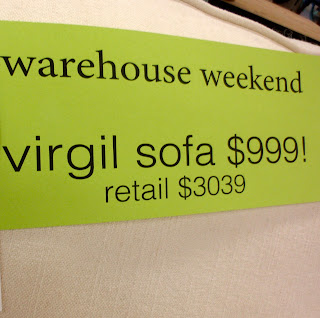 warehouse weekend
virgil sofa $999!
retail $3039